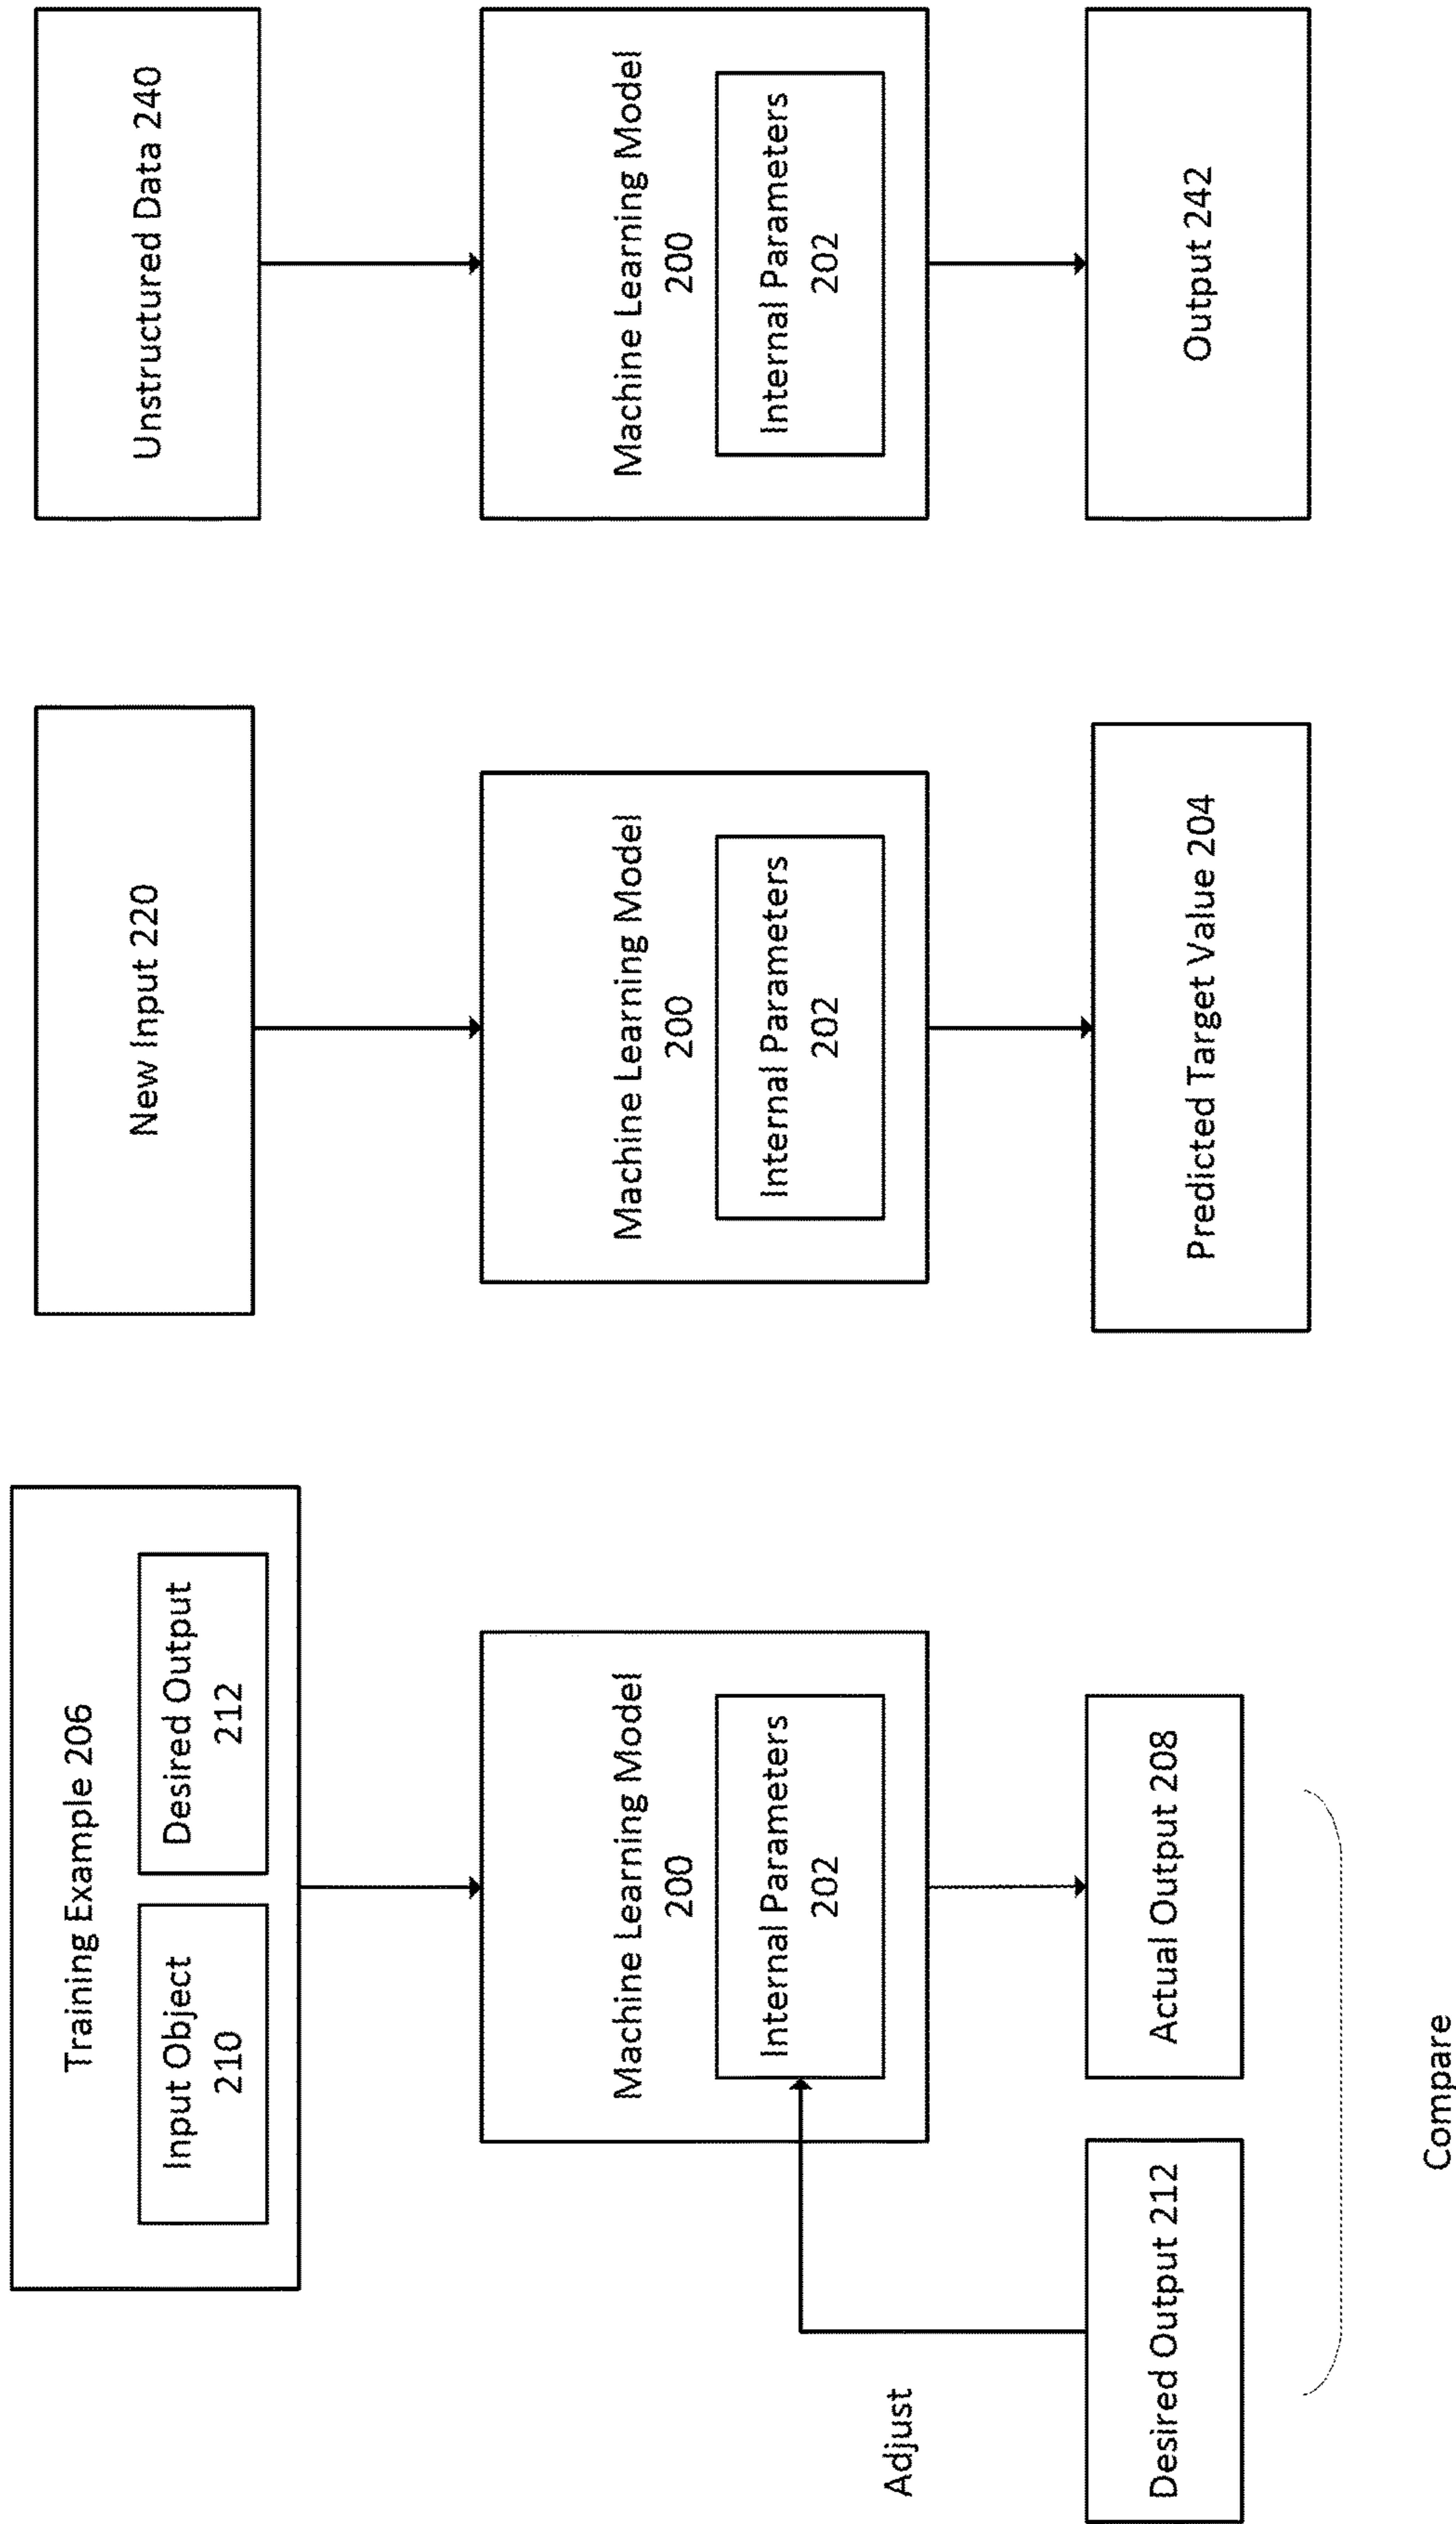 Training Example 206
Input Object
210
Desired Output
212
Machine Learning Model
200
Internal Parameters
202
Adjust
Desired Output 212
Actual Output 208
Compare
New Input 220
Machine Learning Model
200
Internal Parameters
202
Predicted Target Value 204
Unstructured Data 240
Machine Learning Model
200
Internal Parameters
202
Output 242